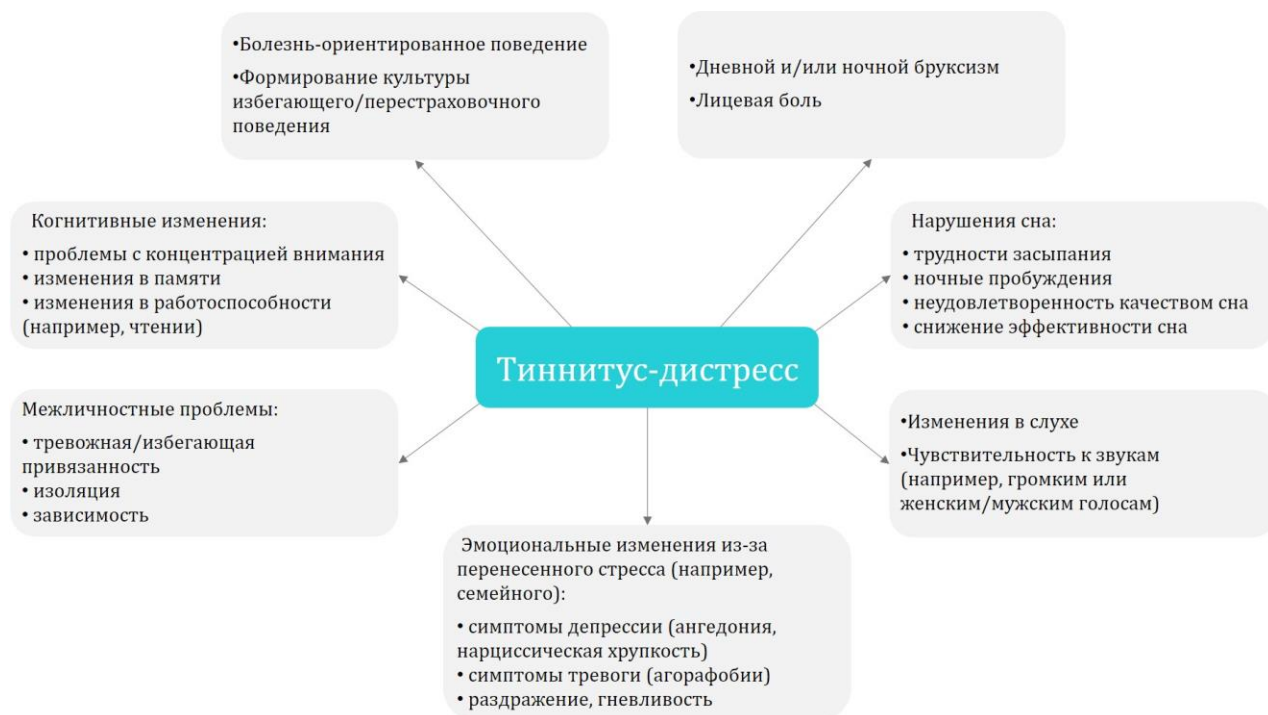 •Болезнь-ориентированное поведение
•Формирование культуры
избегающего/перестраховочного
поведения
•Дневной и/или ночной бруксизм
•Лицевая боль
Когнитивные изменения:
• проблемы с концентрацией внимания
• изменения в памяти
• изменения в работоспособности
(например, чтении)
Нарушения сна:
• трудности засыпания
• ночные пробуждения
• неудовлетворенность качеством сна
• снижение эффективности сна
Тиннитус-дистресс
Межличностные проблемы:
• тревожная/избегающая
привязанность
• изоляция
• зависимость
•Изменения в слухе
•Чувствительность к звукам
(например, громким или
женским/мужским голосам)
Эмоциональные изменения из-за
перенесенного стресса (например,
семейного):
• симптомы депрессии (ангедония,
нарциссическая хрупкость)
• симптомы тревоги (агорафобии)
• раздражение, гневливость